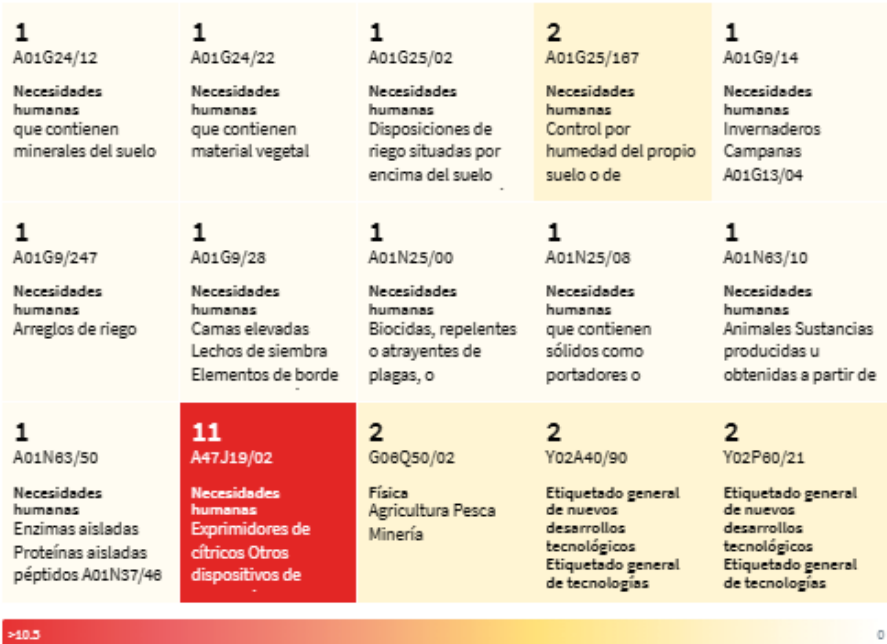 1
A01G24/12
Necesidades
humanas
que contienen
minerales del suelo
1
A01G24/22
Necesidades
humanas
que contienen
material vegetal
1
A01G25/02
Necesidades
humanas
Disposiciones de
riego situadas por
encima del suelo
2
A01G25/167
Necesidades
humanas
Control por
humedad del propio
suelo o de
1
A01G9/14
Necesidades
humanas
Invernaderos
Campanas
A01G13/04
1
A01G9/247
Necesidades
humanas
Arreglos de riego
1
A01G9/28
Necesidades
humanas
Camas elevadas
Lechos de siembra
Elementos de borde
1
A01N25/00
Necesidades
humanas
Biocidas, repelentes
o atrayentes de
plagas, o
1
A01N25/08
Necesidades
humanas
que contienen
sólidos como
portadores o
1
A01N63/10
Necesidades
humanas
Animales Sustancias
producidas u
obtenidas a partir de
1
A01N63/50
Necesidades
humanas
Enzimas aisladas
Proteínas aisladas
péptidos A01N37/46
11
A47J19/02
Necesidades
humanas
Exprimidores de
cítricos Otros
dispositivos de
2
G06Q50/02
Física
Agricultura Pesca
Minería
2
Y02A40/90
Etiquetado general
de nuevos
desarrollos
tecnológicos
Etiquetado general
de tecnologías
2
Y02P60/21
Etiquetado general
de nuevos
desarrollos
tecnológicos
Etiquetado general
de tecnologías
>10.5
0